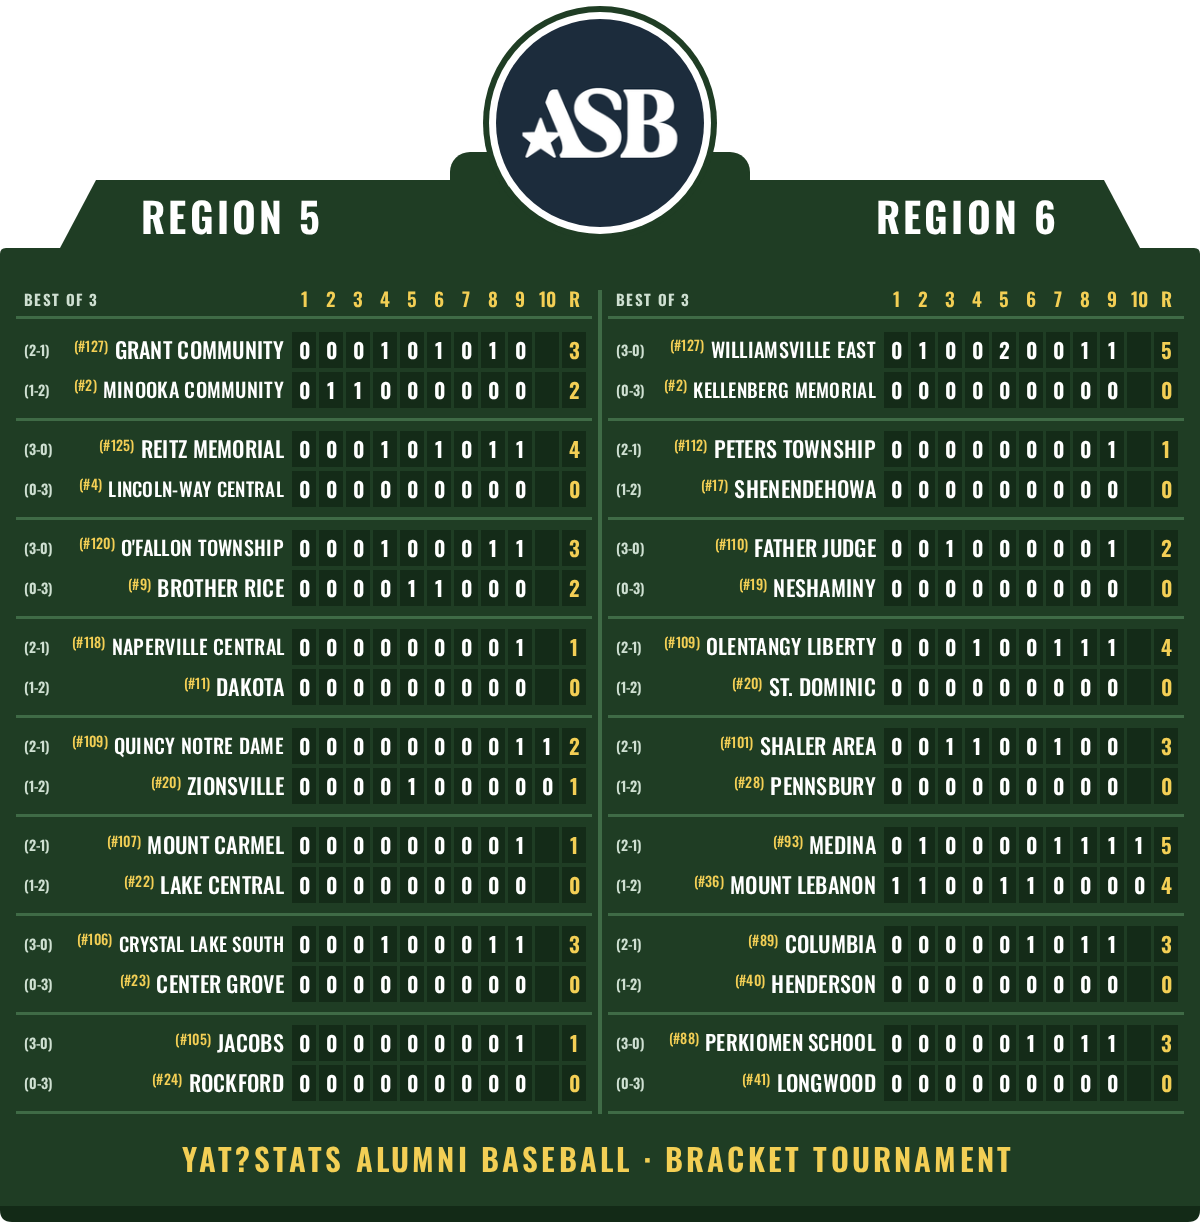 ASB
REGION 5
REGION 6
BEST OF 3 1 2 3 4 5 6 7 8 9 10 R
(2-1) (#127) GRANT COMMUNITY 0 0 0 1 0 1 0 1 0 3
(1-2) (#2) MINOOKA COMMUNITY 0 1 1 0 0 0 0 0 0 2
(3-0) (#125) REITZ MEMORIAL 0 0 0 1 0 1 0 1 1 4
(0-3) (#4) LINCOLN-WAY CENTRAL 0 0 0 0 0 0 0 0 0 0
(3-0) (#120) O'FALLON TOWNSHIP 0 0 0 1 0 0 0 1 1 3
(0-3) (#9) BROTHER RICE 0 0 0 0 1 1 0 0 0 2
(2-1) (#118) NAPERVILLE CENTRAL 0 0 0 0 0 0 0 0 1 1
(1-2) (#11) DAKOTA 0 0 0 0 0 0 0 0 0 0
(2-1) (#109) QUINCY NOTRE DAME 0 0 0 0 0 0 0 0 1 1 2
(1-2) (#20) ZIONSVILLE 0 0 0 0 1 0 0 0 0 0 1
(2-1) (#107) MOUNT CARMEL 0 0 0 0 0 0 0 0 1 1
(1-2) (#22) LAKE CENTRAL 0 0 0 0 0 0 0 0 0 0
(3-0) (#106) CRYSTAL LAKE SOUTH 0 0 0 1 0 0 0 1 1 3
(0-3) (#23) CENTER GROVE 0 0 0 0 0 0 0 0 0 0
(3-0) (#105) JACOBS 0 0 0 0 0 0 0 0 1 1
(0-3) (#24) ROCKFORD 0 0 0 0 0 0 0 0 0 0
BEST OF 3 1 2 3 4 5 6 7 8 9 10 R
(3-0) (#127) WILLIAMSVILLE EAST 0 1 0 0 2 0 0 1 1 5
(0-3) (#2) KELLENBERG MEMORIAL 0 0 0 0 0 0 0 0 0 0
(2-1) (#112) PETERS TOWNSHIP 0 0 0 0 0 0 0 0 1 1
(1-2) (#17) SHENENDEHOWA 0 0 0 0 0 0 0 0 0 0
(3-0) (#110) FATHER JUDGE 0 0 1 0 0 0 0 0 1 2
(0-3) (#19) NESHAMINY 0 0 0 0 0 0 0 0 0 0
(2-1) (#109) OLENTANGY LIBERTY 0 0 0 1 0 0 1 1 1 4
(1-2) (#20) ST. DOMINIC 0 0 0 0 0 0 0 0 0 0
(2-1) (#101) SHALER AREA 0 0 1 1 0 0 1 0 0 3
(1-2) (#28) PENNSBURY 0 0 0 0 0 0 0 0 0 0
(2-1) (#93) MEDINA 0 1 0 0 0 0 1 1 1 1 5
(1-2) (#36) MOUNT LEBANON 1 1 0 0 1 1 0 0 0 0 4
(2-1) (#89) COLUMBIA 0 0 0 0 0 1 0 1 1 3
(1-2) (#40) HENDERSON 0 0 0 0 0 0 0 0 0 0
(3-0) (#88) PERKIOMEN SCHOOL 0 0 0 0 0 1 0 1 1 3
(0-3) (#41) LONGWOOD 0 0 0 0 0 0 0 0 0 0
YAT?STATS ALUMNI BASEBALL · BRACKET TOURNAMENT